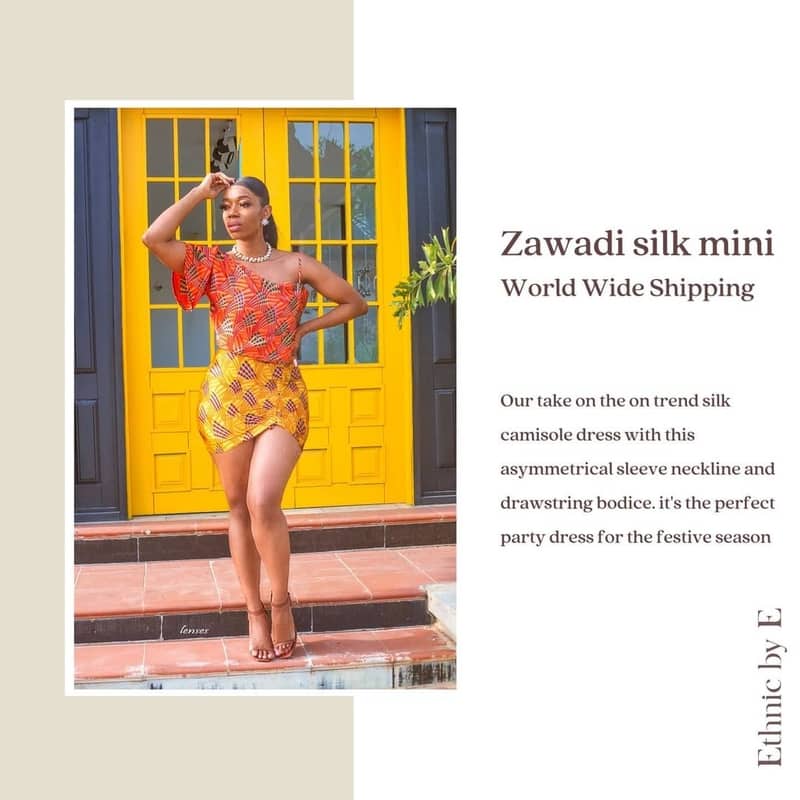 Zawadi silk mini
World Wide Shipping
Our take on the on trend silk
camisole dress with this
asymmetrical sleeve neckline and
drawstring bodice. it's the perfect
party dress for the festive season
Ethnic by E
lenses